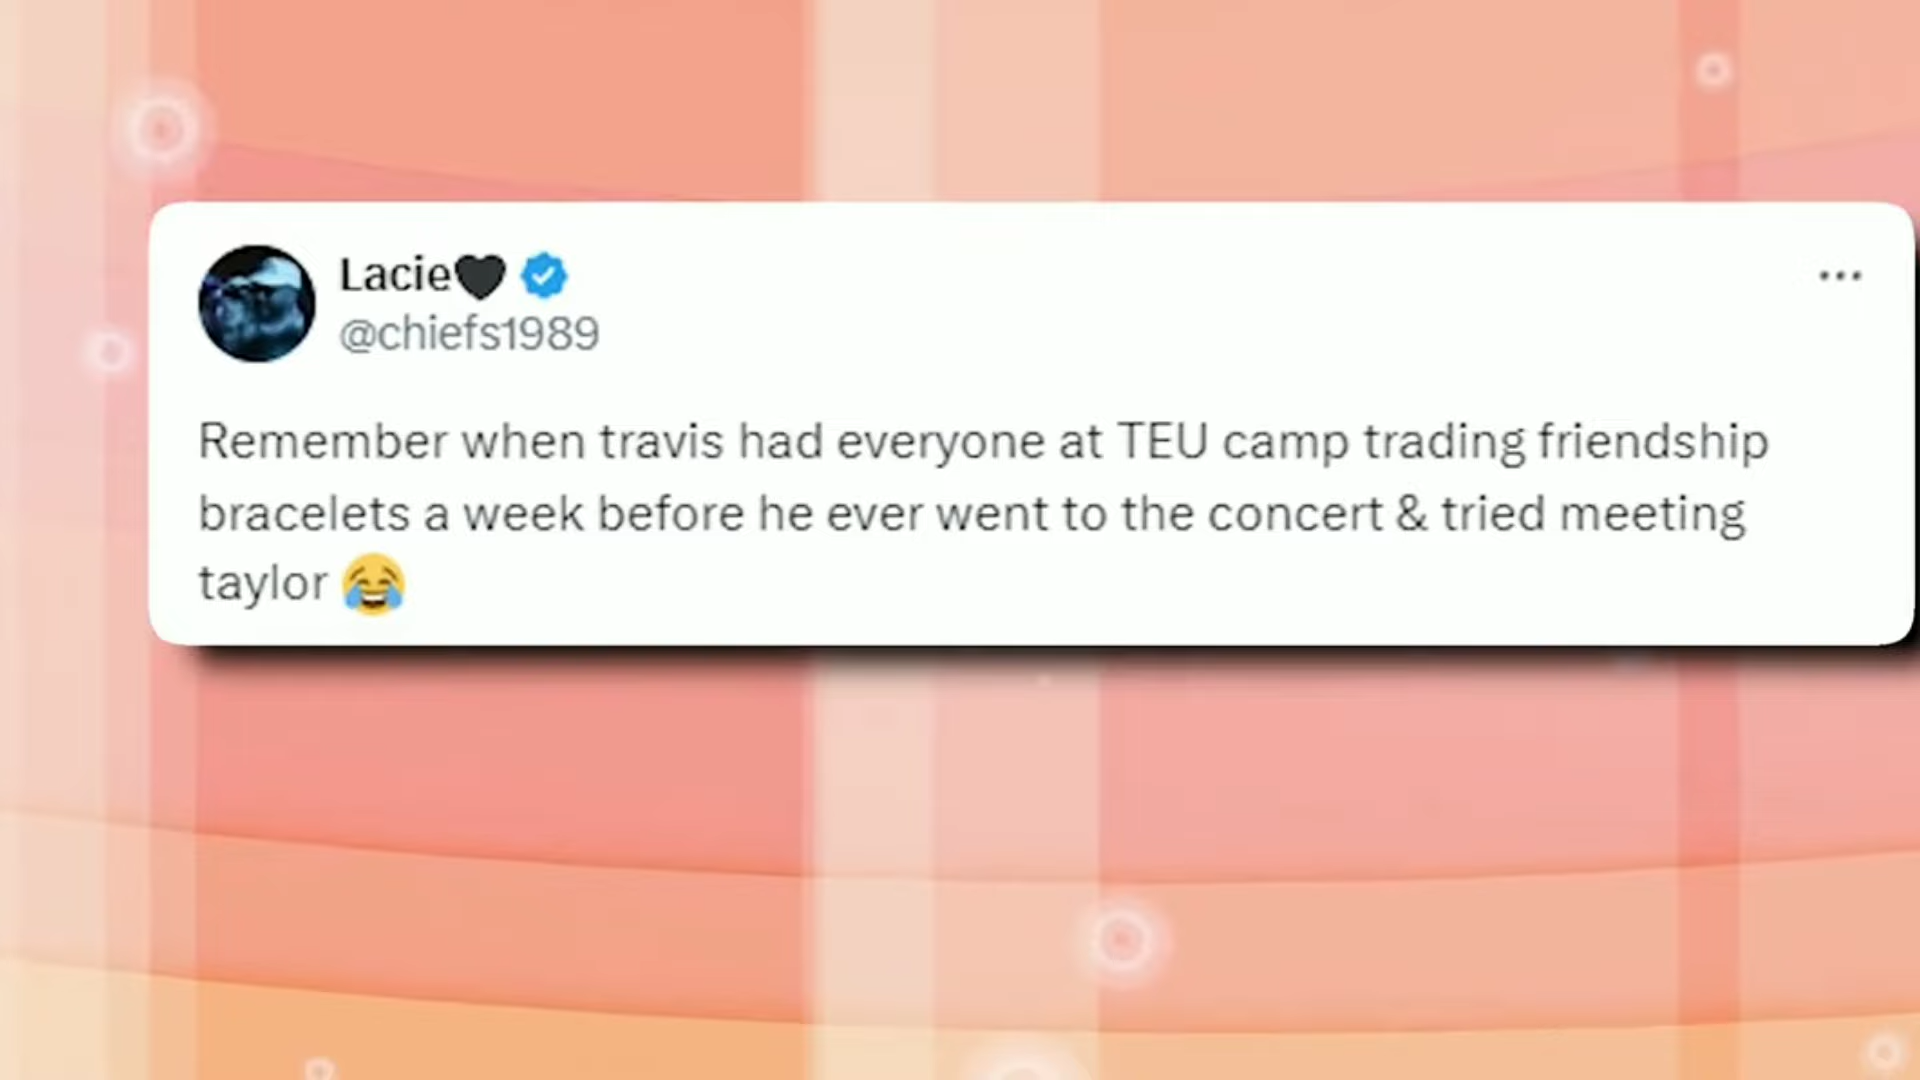 Lacie🖤
@chiefs1989
Remember when travis had everyone at TEU camp trading friendship
bracelets a week before he ever went to the concert & tried meeting
taylor 😂